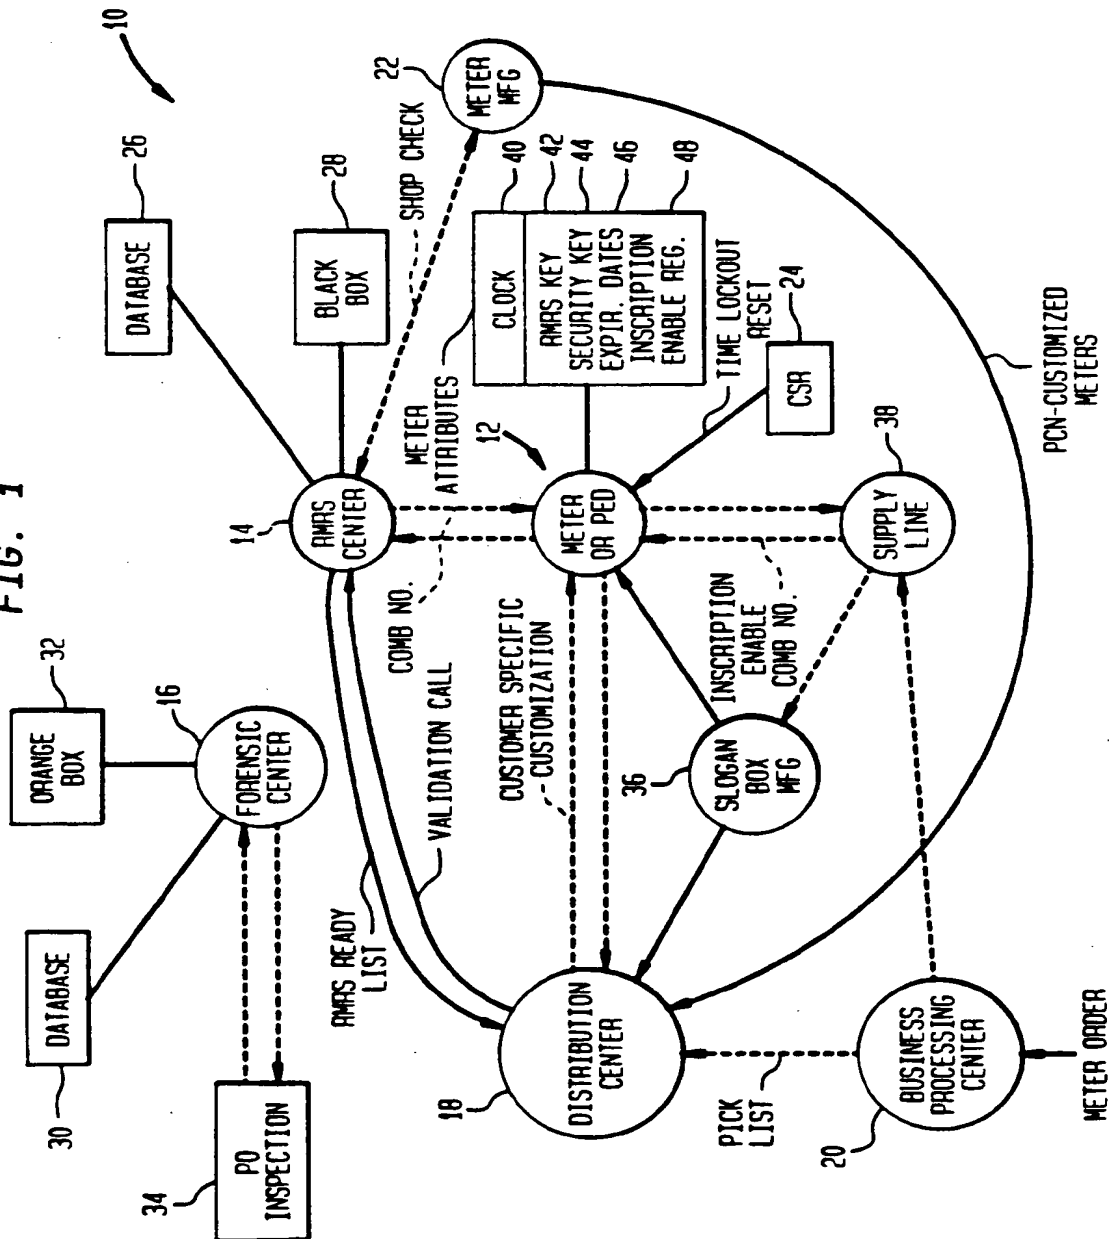 FIG. 1
10
30
DATABASE
32
ORANGE
BOX
26
DATABASE
34
PO
INSPECTION
16
FORENSIC
CENTER
14
RMRS
CENTER
28
BLACK
BOX
SHOP CHECK
22
METER
MFG
RMRS READY
LIST
VALIDATION CALL
COMB NO.
METER
ATTRIBUTES
CLOCK
40
RMRS KEY
42
SECURITY KEY
44
EXPIR. DATES
46
INSCRIPTION
ENABLE REG.
48
18
DISTRIBUTION
CENTER
CUSTOMER SPECIFIC
CUSTOMIZATION
12
METER
OR PED
TIME LOCKOUT
RESET
24
CSR
36
SLOGAN
BOX
MFG
INSCRIPTION
ENABLE
COMB NO.
38
SUPPLY
LINE
PICK
LIST
20
BUSINESS
PROCESSING
CENTER
METER ORDER
PCN-CUSTOMIZED
METERS